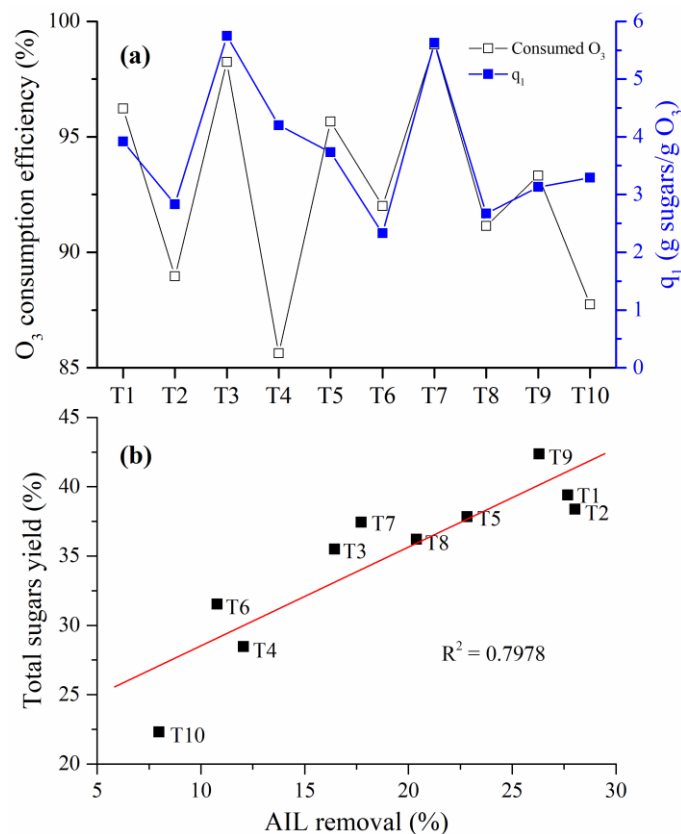 100
95
90
85
O3 consumption efficiency (%)
(a)
Consumed O3
q1
6
5
4
3
2
1
0
q1 (g sugars/g O3)
T1 T2 T3 T4 T5 T6 T7 T8 T9 T10
45
40
35
30
25
20
Total sugars yield (%)
(b)
T9
T1
T2
T7
T5
T8
T3
T6
T4
T10
R2 = 0.7978
5 10 15 20 25 30
AIL removal (%)